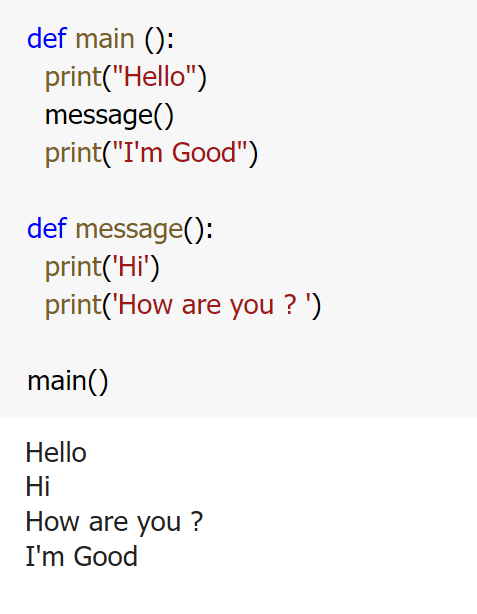 def main ():
print("Hello")
message()
print("I'm Good")
def message():
print('Hi')
print('How are you ? ')
main()
Hello
Hi
How are you ?
I'm Good